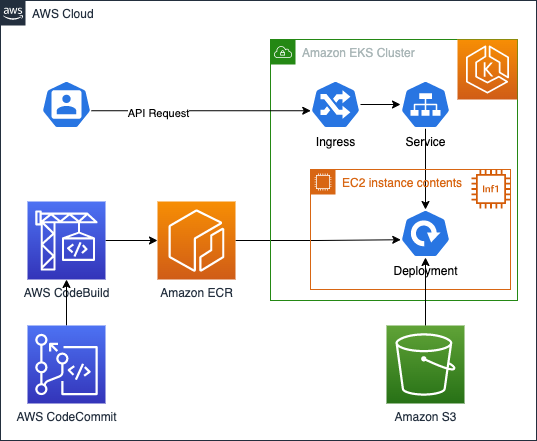 aws
AWS Cloud
Amazon EKS Cluster
K
API Request
Ingress
Service
EC2 instance contents
Inf1
Deployment
AWS CodeBuild
Amazon ECR
AWS CodeCommit
Amazon S3